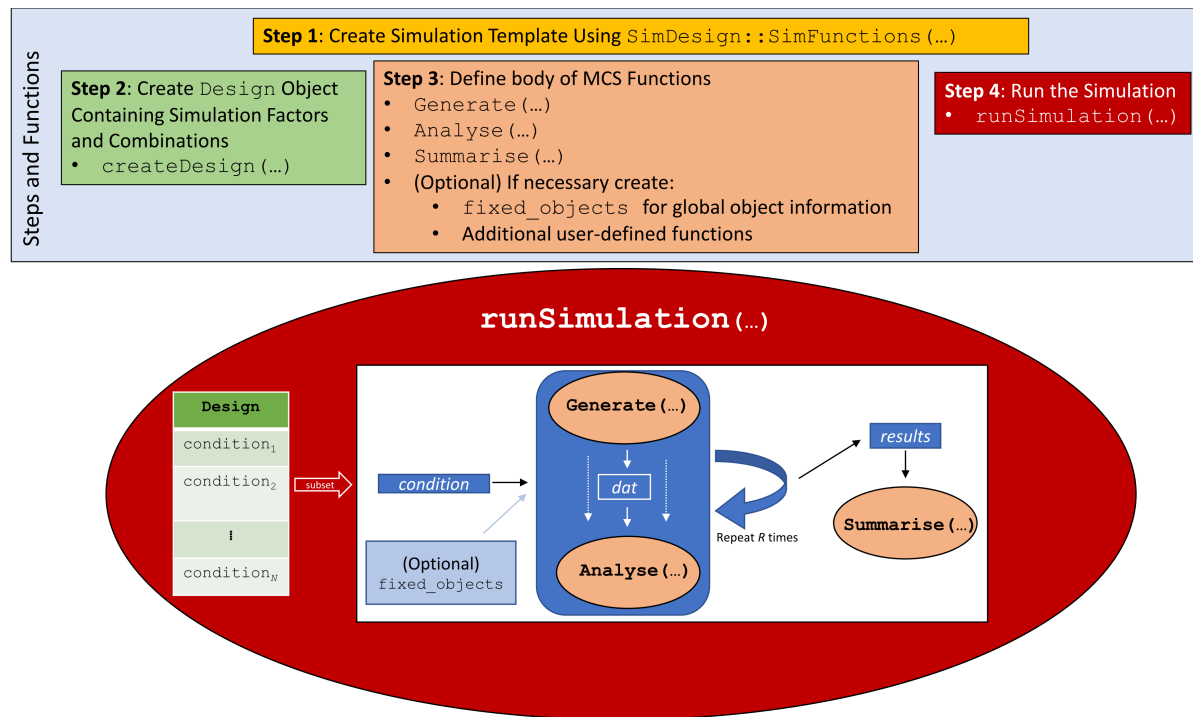 Steps and Functions
Step 1: Create Simulation Template Using SimDesign::SimFunctions(…)
Step 2: Create Design Object
Containing Simulation Factors
and Combinations
• createDesign(…)
Step 3: Define body of MCS Functions
• Generate(…)
• Analyse(…)
• Summarise(…)
• (Optional) If necessary create:
• fixed_objects for global object information
• Additional user-defined functions
Step 4: Run the Simulation
• runSimulation(…)
runSimulation(…)
Design
condition₁
condition₂
⋮
condition_N
subset
condition
(Optional)
fixed_objects
Generate(…)
dat
Analyse(…)
Repeat R times
results
Summarise(…)